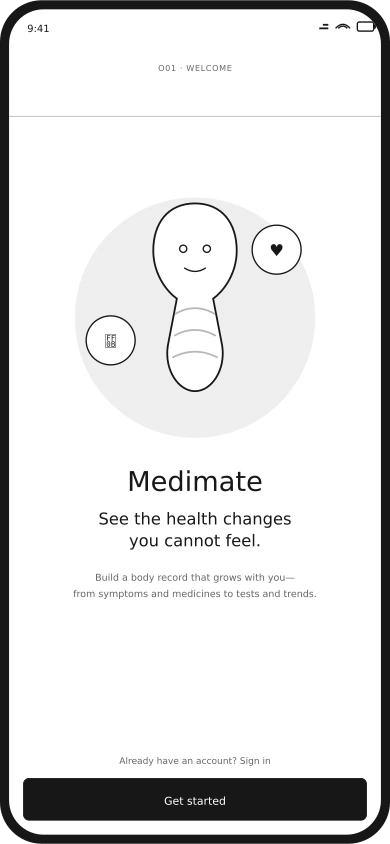 9:41
O01 · WELCOME
Medimate
See the health changes
you cannot feel.
Build a body record that grows with you—
from symptoms and medicines to tests and trends.
Already have an account? Sign in
Get started